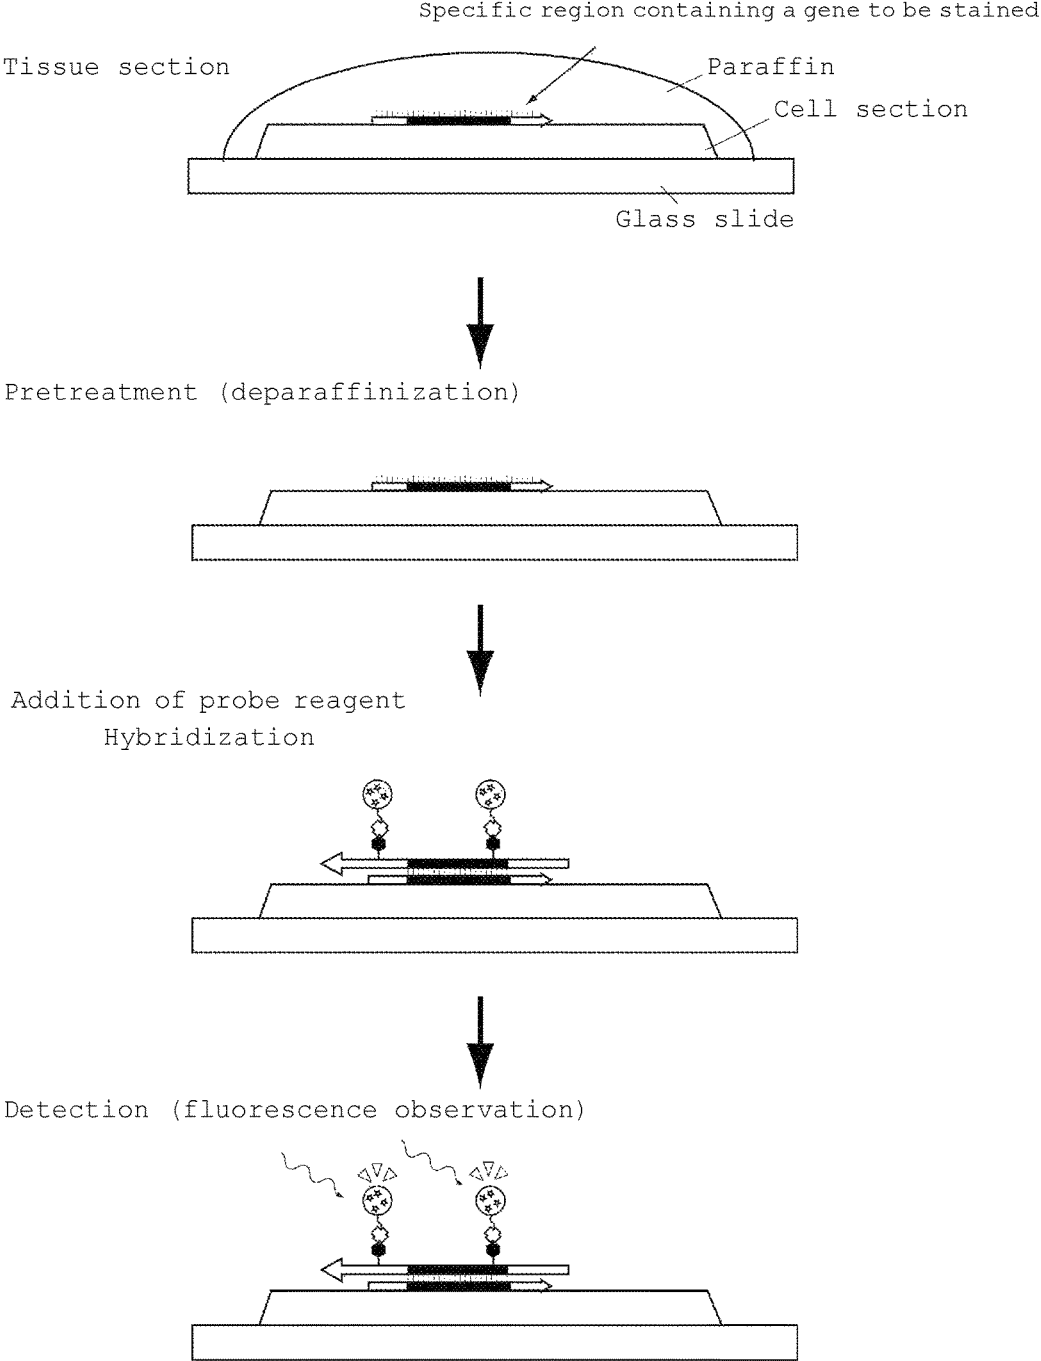 Specific region containing a gene to be stained
Tissue section
Paraffin
Cell section
Glass slide
Pretreatment (deparaffinization)
Addition of probe reagent
Hybridization
Detection (fluorescence observation)